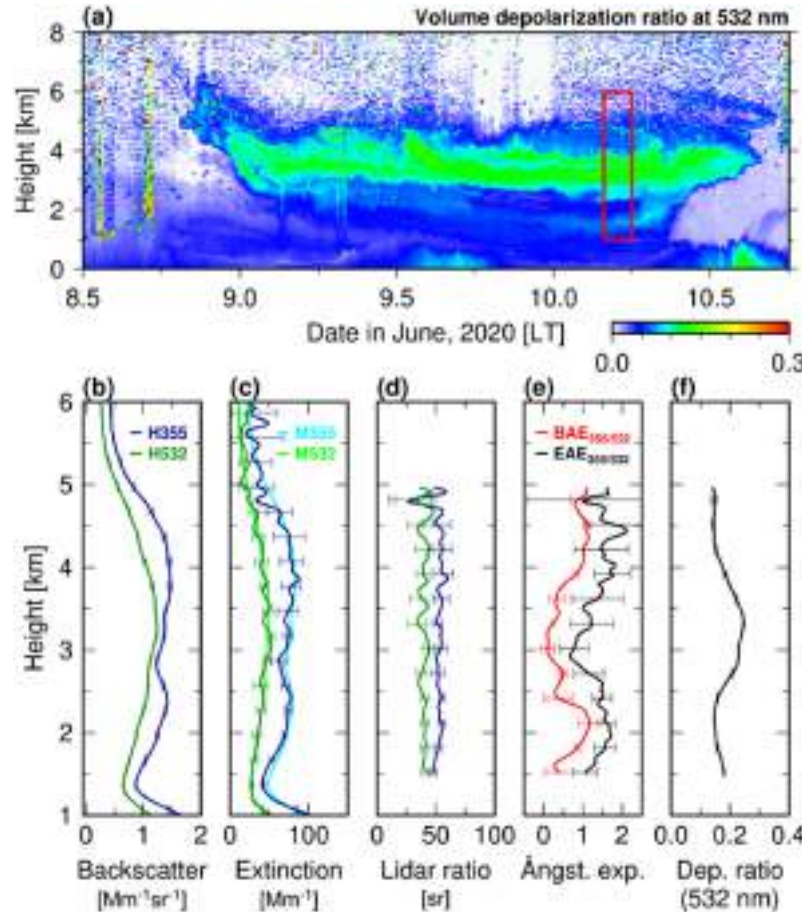 (a) Volume depolarization ratio at 532 nm
8
6
4
2
0
Height [km]
8.5 9.0 9.5 10.0 10.5
Date in June, 2020 [LT]
0.0 0.3
(b) (c) (d) (e) (f)
6
5
4
3
2
1
Height [km]
H355
H532
M355
M532
BAE355/532
EAE355/532
0 1 2
0 100
0 50 100
0 1 2
0.0 0.2 0.4
Backscatter Extinction Lidar ratio Ångst. exp. Dep. ratio
[Mm⁻¹sr⁻¹] [Mm⁻¹] [sr] (532 nm)